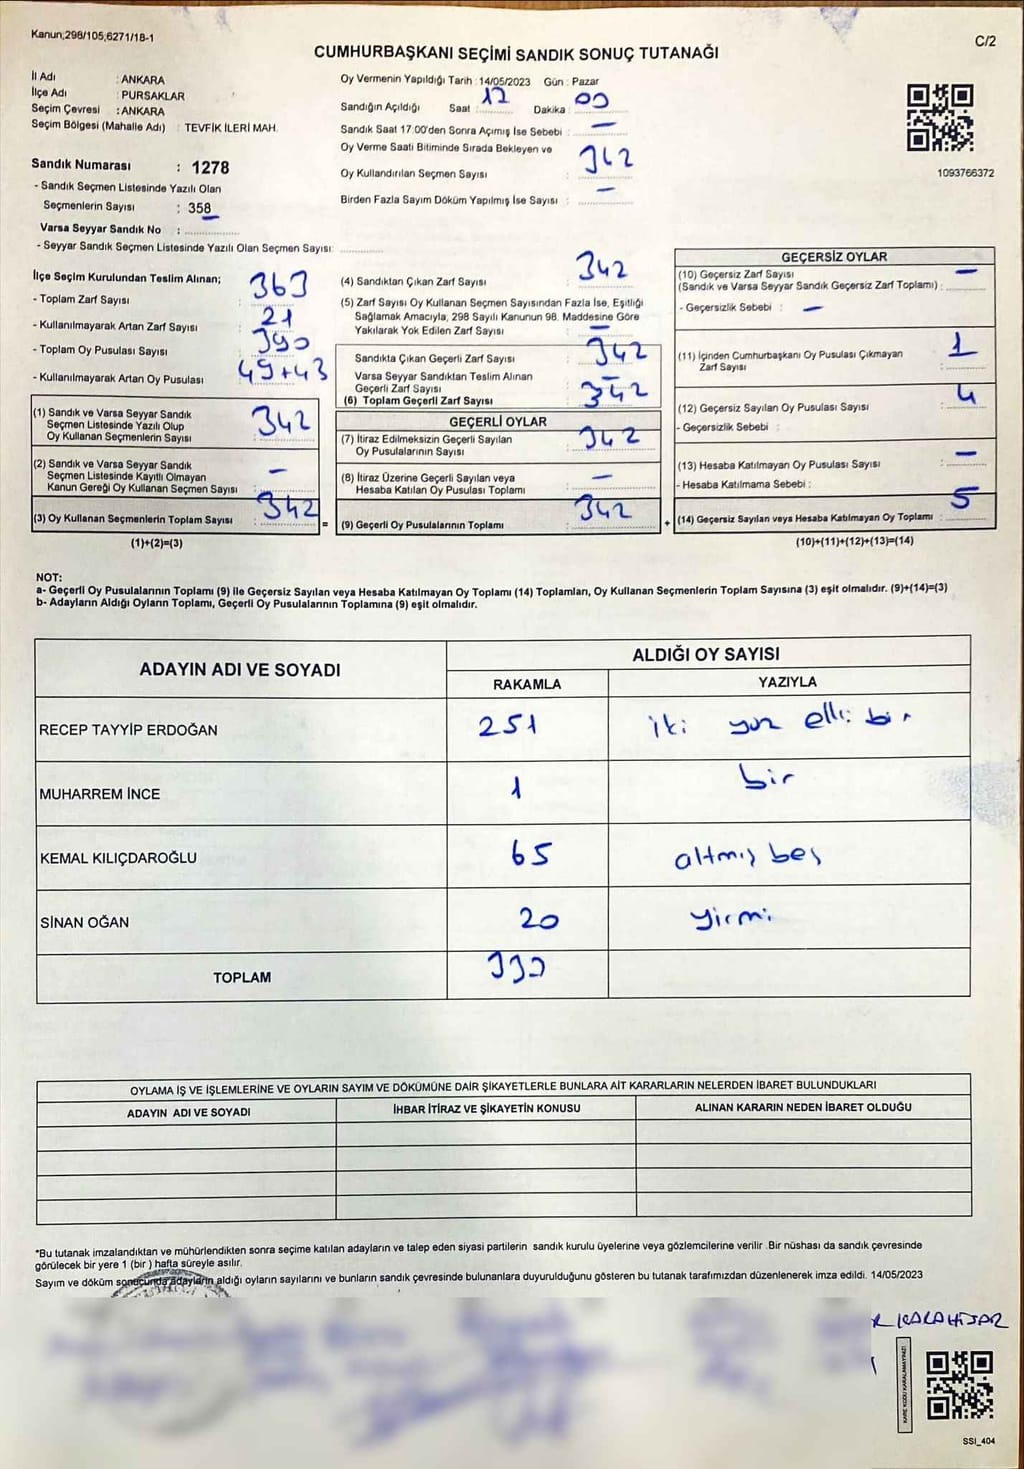 Kanun;298/105,6271/18-1
C/2
CUMHURBAŞKANI SEÇİMİ SANDIK SONUÇ TUTANAĞI
İl Adı : ANKARA
İlçe Adı : PURSAKLAR
Seçim Çevresi : ANKARA
Seçim Bölgesi (Mahalle Adı) : TEVFİK İLERİ MAH.
Oy Vermenin Yapıldığı Tarih : 14/05/2023 Gün : Pazar
Sandığın Açıldığı Saat : 17 Dakika : 00
Sandık Saat 17:00'den Sonra Açımış İse Sebebi : —
Oy Verme Saati Bitiminde Sırada Bekleyen ve
Oy Kullandırılan Seçmen Sayısı : 342
Birden Fazla Sayım Döküm Yapılmış İse Sayısı : —
1093766372
Sandık Numarası : 1278
- Sandık Seçmen Listesinde Yazılı Olan
Seçmenlerin Sayısı : 358
Varsa Seyyar Sandık No :
- Seyyar Sandık Seçmen Listesinde Yazılı Olan Seçmen Sayısı:
İlçe Seçim Kurulundan Teslim Alınan;
- Toplam Zarf Sayısı : 363
- Kullanılmayarak Artan Zarf Sayısı : 21
- Toplam Oy Pusulası Sayısı : 390
- Kullanılmayarak Artan Oy Pusulası : 49+43
(1) Sandık ve Varsa Seyyar Sandık
Seçmen Listesinde Yazılı Olup
Oy Kullanan Seçmenlerin Sayısı : 342
(2) Sandık ve Varsa Seyyar Sandık
Seçmen Listesinde Kayıtlı Olmayan
Kanun Gereği Oy Kullanan Seçmen Sayısı : —
(3) Oy Kullanan Seçmenlerin Toplam Sayısı : 342 =
(1)+(2)=(3)
(4) Sandıktan Çıkan Zarf Sayısı : 342
(5) Zarf Sayısı Oy Kullanan Seçmen Sayısından Fazla İse, Eşitliği
Sağlamak Amacıyla, 298 Sayılı Kanunun 98. Maddesine Göre
Yakılarak Yok Edilen Zarf Sayısı : —
Sandıkta Çıkan Geçerli Zarf Sayısı : 342
Varsa Seyyar Sandıktan Teslim Alınan
Geçerli Zarf Sayısı : —
(6) Toplam Geçerli Zarf Sayısı : 342
GEÇERLİ OYLAR
(7) İtiraz Edilmeksizin Geçerli Sayılan
Oy Pusulalarının Sayısı : 342
(8) İtiraz Üzerine Geçerli Sayılan veya
Hesaba Katılan Oy Pusulası Toplamı : —
(9) Geçerli Oy Pusulalarının Toplamı : 342 +
GEÇERSİZ OYLAR
(10) Geçersiz Zarf Sayısı
(Sandık ve Varsa Seyyar Sandık Geçersiz Zarf Toplamı) : —
- Geçersizlik Sebebi : —
(11) İçinden Cumhurbaşkanı Oy Pusulası Çıkmayan
Zarf Sayısı : 1
(12) Geçersiz Sayılan Oy Pusulası Sayısı : 4
- Geçersizlik Sebebi :
(13) Hesaba Katılmayan Oy Pusulası Sayısı : —
- Hesaba Katılmama Sebebi :
(14) Geçersiz Sayılan veya Hesaba Katılmayan Oy Toplamı : 5
(10)+(11)+(12)+(13)=(14)
NOT:
a- Geçerli Oy Pusulalarının Toplamı (9) ile Geçersiz Sayılan veya Hesaba Katılmayan Oy Toplamı (14) Toplamları, Oy Kullanan Seçmenlerin Toplam Sayısına (3) eşit olmalıdır. (9)+(14)=(3)
b- Adayların Aldığı Oyların Toplamı, Geçerli Oy Pusulalarının Toplamına (9) eşit olmalıdır.
ADAYIN ADI VE SOYADI
ALDIĞI OY SAYISI
RAKAMLA YAZIYLA
RECEP TAYYİP ERDOĞAN 251 iki yüz elli bir
MUHARREM İNCE 1 bir
KEMAL KILIÇDAROĞLU 65 altmış beş
SİNAN OĞAN 20 yirmi
TOPLAM
OYLAMA İŞ VE İŞLEMLERİNE VE OYLARIN SAYIM VE DÖKÜMÜNE DAİR ŞİKAYETLERLE BUNLARA AİT KARARLARIN NELERDEN İBARET BULUNDUKLARI
ADAYIN ADI VE SOYADI İHBAR İTİRAZ VE ŞİKAYETİN KONUSU ALINAN KARARIN NEDEN İBARET OLDUĞU
*Bu tutanak imzalandıktan ve mühürlendikten sonra seçime katılan adayların ve talep eden siyasi partilerin sandık kurulu üyelerine veya gözlemcilerine verilir .Bir nüshası da sandık çevresinde
görülecek bir yere 1 (bir ) hafta süreyle asılır.
Sayım ve döküm sonucunda adayların aldığı oyların sayılarını ve bunların sandık çevresinde bulunanlara duyurulduğunu gösteren bu tutanak tarafımızdan düzenlenerek imza edildi. 14/05/2023
KARAHİSAR
KARE KODU KARALAMAYINIZ!
SSI_404